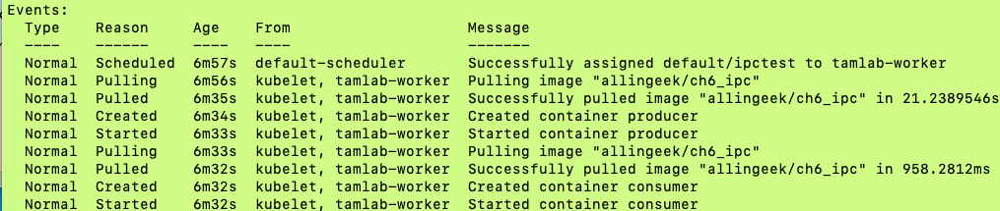 Events:
Type Reason Age From Message
---- ------ ---- ---- -------
Normal Scheduled 6m57s default-scheduler Successfully assigned default/ipctest to tamlab-worker
Normal Pulling 6m56s kubelet, tamlab-worker Pulling image "allingeek/ch6_ipc"
Normal Pulled 6m35s kubelet, tamlab-worker Successfully pulled image "allingeek/ch6_ipc" in 21.2389546s
Normal Created 6m34s kubelet, tamlab-worker Created container producer
Normal Started 6m33s kubelet, tamlab-worker Started container producer
Normal Pulling 6m33s kubelet, tamlab-worker Pulling image "allingeek/ch6_ipc"
Normal Pulled 6m32s kubelet, tamlab-worker Successfully pulled image "allingeek/ch6_ipc" in 958.2812ms
Normal Created 6m32s kubelet, tamlab-worker Created container consumer
Normal Started 6m32s kubelet, tamlab-worker Started container consumer